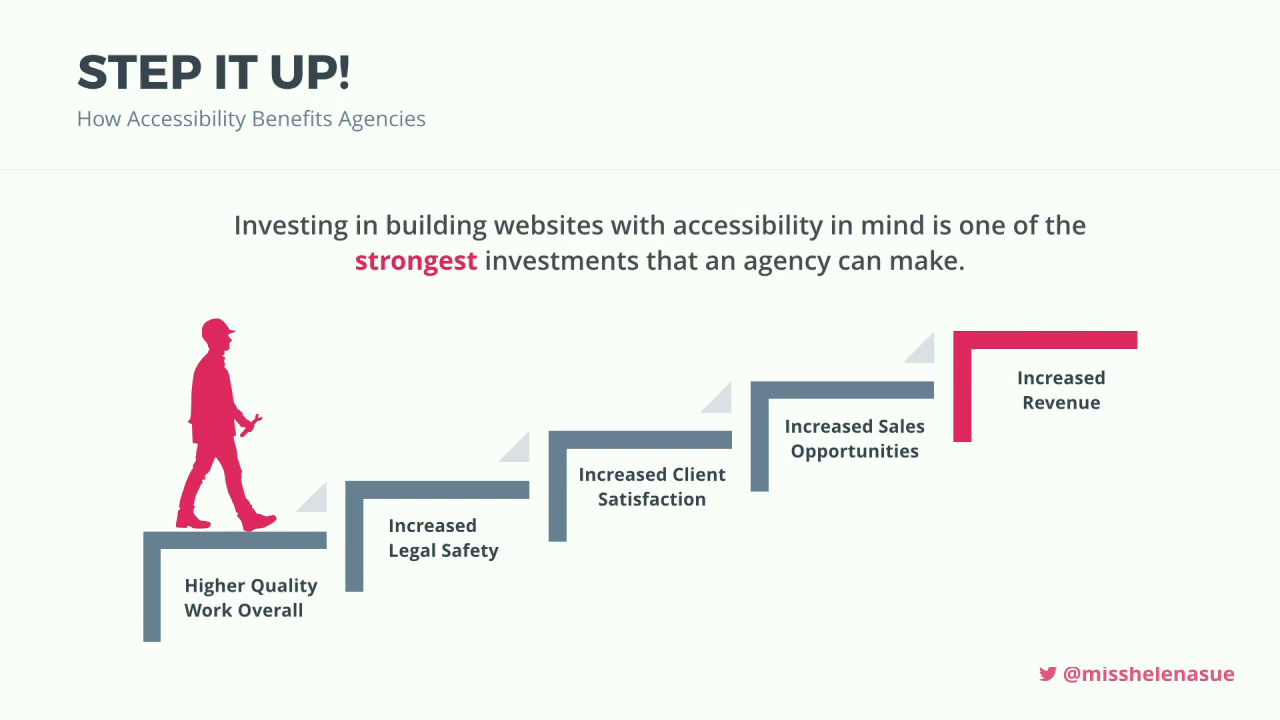 STEP IT UP!
How Accessibility Benefits Agencies
Investing in building websites with accessibility in mind is one of the
strongest investments that an agency can make.
Higher Quality
Work Overall
Increased
Legal Safety
Increased Client
Satisfaction
Increased Sales
Opportunities
Increased
Revenue
@misshelenasue